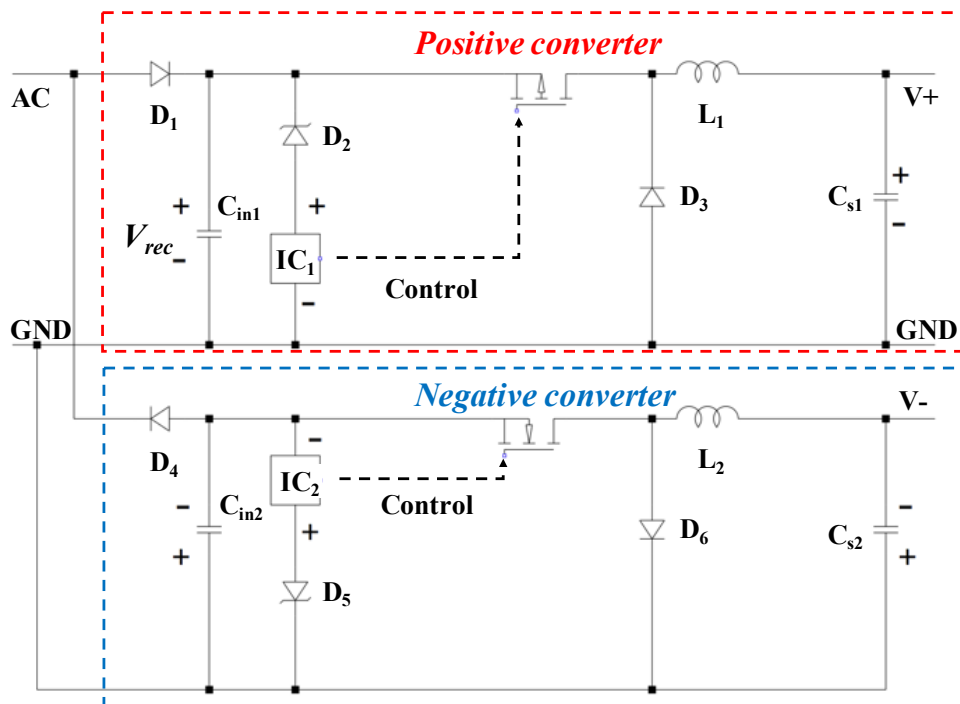 Positive converter
AC
V+
D₁
D₂
L₁
Cin1
D₃
Cs1
+
+
+
Vrec
IC₁
-
-
-
Control
GND
GND
Negative converter
V-
D₄
-
IC₂
L₂
-
Cin2
Control
-
+
+
D₆
Cs2
+
D₅